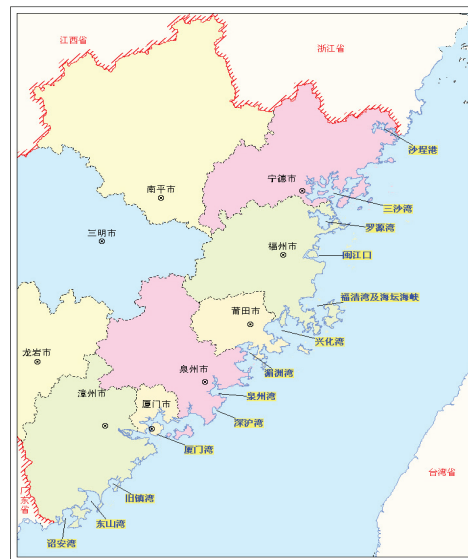 江西省
浙江省
沙埕港
宁德市
南平市
三沙湾
罗源湾
三明市
福州市
闽江口
福清湾及海坛海峡
莆田市
兴化湾
龙岩市
湄洲湾
泉州市
泉州湾
漳州市
厦门市
深沪湾
厦门湾
台湾省
旧镇湾
广东省
东山湾
诏安湾